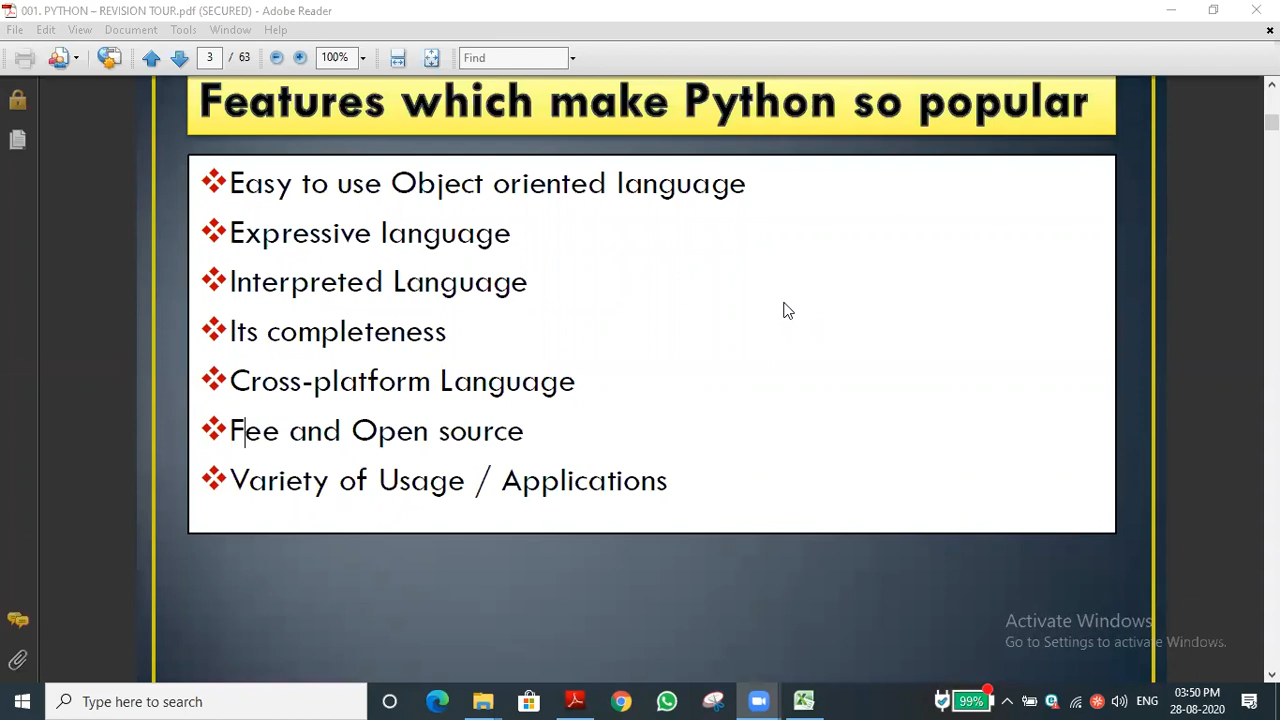 001. PYTHON – REVISION TOUR.pdf (SECURED) - Adobe Reader
File Edit View Document Tools Window Help
3 / 63 100% Find
Features which make Python so popular
Easy to use Object oriented language
Expressive language
Interpreted Language
Its completeness
Cross-platform Language
Fee and Open source
Variety of Usage / Applications
Activate Windows
Go to Settings to activate Windows.
Type here to search
99%
ENG
03:50 PM
28-08-2020